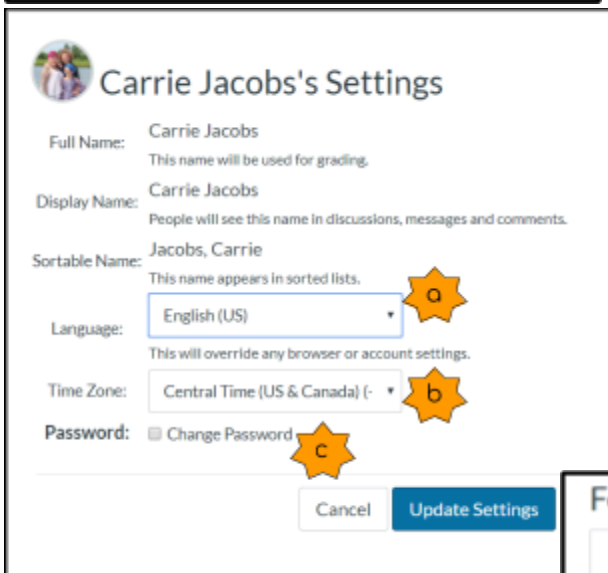 Carrie Jacobs's Settings
Full Name: Carrie Jacobs
This name will be used for grading.
Display Name: Carrie Jacobs
People will see this name in discussions, messages and comments.
Sortable Name: Jacobs, Carrie
This name appears in sorted lists.
a
Language: English (US)
This will override any browser or account settings.
Time Zone: Central Time (US & Canada) (- b
Password: Change Password
c
Cancel Update Settings